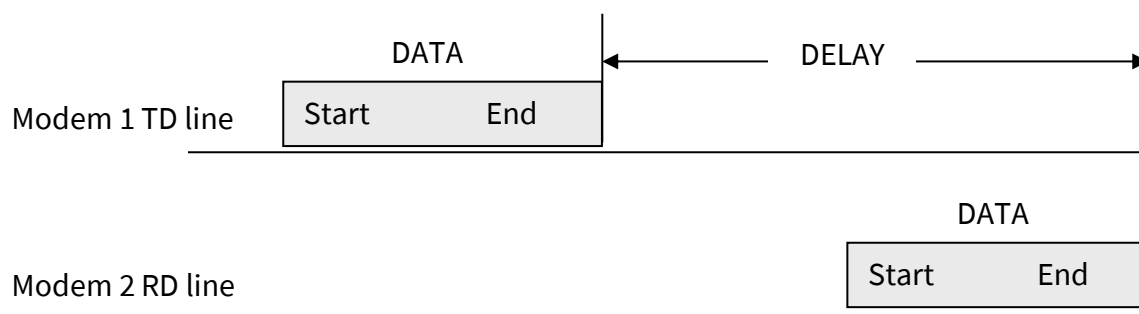 DATA
DELAY
Modem 1 TD line
Start
End
DATA
Modem 2 RD line
Start
End